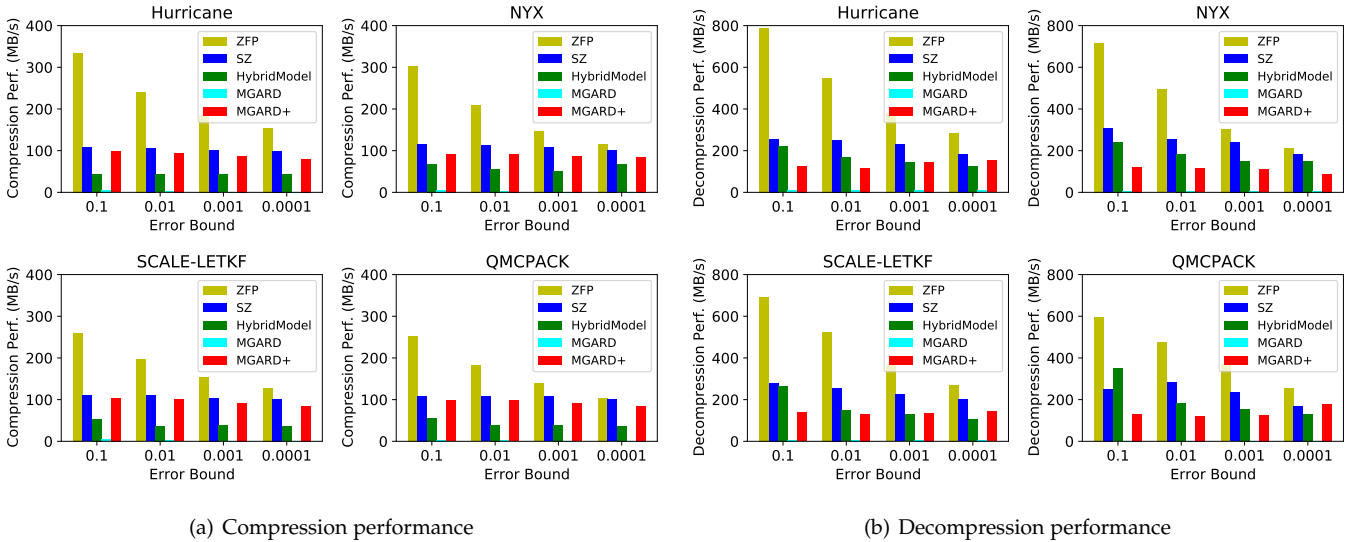 Hurricane
Compression Perf. (MB/s)
400
300
200
100
0
ZFP
SZ
HybridModel
MGARD
MGARD+
0.1 0.01 0.001 0.0001
Error Bound
NYX
Compression Perf. (MB/s)
400
300
200
100
0
ZFP
SZ
HybridModel
MGARD
MGARD+
0.1 0.01 0.001 0.0001
Error Bound
SCALE-LETKF
Compression Perf. (MB/s)
400
300
200
100
0
ZFP
SZ
HybridModel
MGARD
MGARD+
0.1 0.01 0.001 0.0001
Error Bound
QMCPACK
Compression Perf. (MB/s)
400
300
200
100
0
ZFP
SZ
HybridModel
MGARD
MGARD+
0.1 0.01 0.001 0.0001
Error Bound
(a) Compression performance
Hurricane
Decompression Perf. (MB/s)
800
600
400
200
0
ZFP
SZ
HybridModel
MGARD
MGARD+
0.1 0.01 0.001 0.0001
Error Bound
NYX
Decompression Perf. (MB/s)
800
600
400
200
0
ZFP
SZ
HybridModel
MGARD
MGARD+
0.1 0.01 0.001 0.0001
Error Bound
SCALE-LETKF
Decompression Perf. (MB/s)
800
600
400
200
0
ZFP
SZ
HybridModel
MGARD
MGARD+
0.1 0.01 0.001 0.0001
Error Bound
QMCPACK
Decompression Perf. (MB/s)
800
600
400
200
0
ZFP
SZ
HybridModel
MGARD
MGARD+
0.1 0.01 0.001 0.0001
Error Bound
(b) Decompression performance